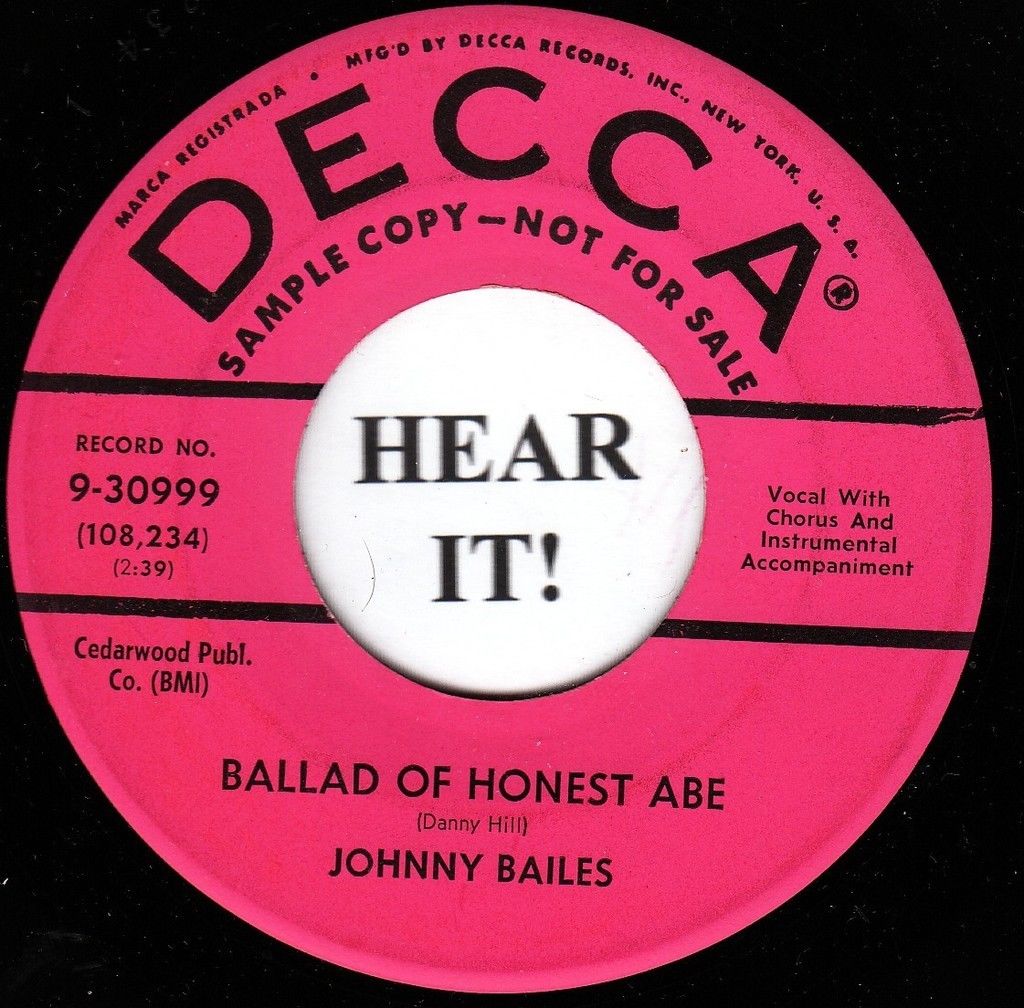 MARCA REGISTRADA • MFG'D BY DECCA RECORDS, INC., NEW YORK, U. S. A.
DECCA®
SAMPLE COPY—NOT FOR SALE
HEAR
IT!
RECORD NO.
9-30999
(108,234)
(2:39)
Vocal With
Chorus And
Instrumental
Accompaniment
Cedarwood Publ.
Co. (BMI)
BALLAD OF HONEST ABE
(Danny Hill)
JOHNNY BAILES